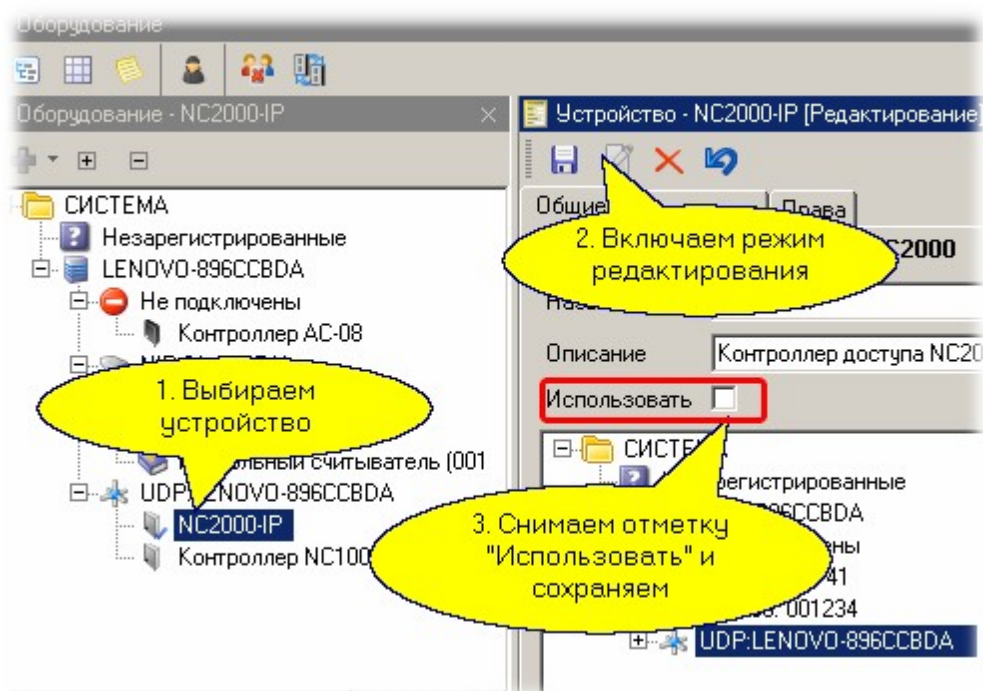 Оборудование
Оборудование - NC2000-IP
СИСТЕМА
Незарегистрированные
LENOVO-896CCBDA
Не подключены
Контроллер AC-08
1. Выбираем
устройство
считыватель (001
UDP:LENOVO-896CCBDA
NC2000-IP
Контроллер NC100
Устройство - NC2000-IP [Редактирование]
Общие
Права
2. Включаем режим
редактирования
Описание
Контроллер доступа NC20
Использовать
СИСТЕ
регистрированные
3. Снимаем отметку
"Использовать" и
сохраняем
41
001234
UDP:LENOVO-896CCBDA